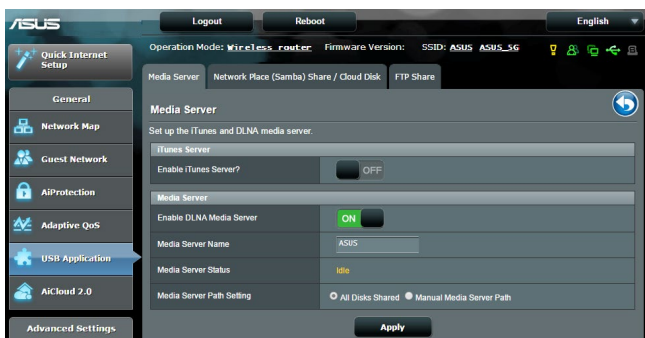 ASUS Logout Reboot English
Operation Mode: Wireless router Firmware Version: SSID: ASUS ASUS_5G
Quick Internet Setup
General
Network Map
Guest Network
AiProtection
Adaptive QoS
USB Application
AiCloud 2.0
Advanced Settings
Media Server Network Place (Samba) Share / Cloud Disk FTP Share
Media Server
Set up the iTunes and DLNA media server.
iTunes Server
Enable iTunes Server? OFF
Media Server
Enable DLNA Media Server ON
Media Server Name ASUS
Media Server Status Idle
Media Server Path Setting All Disks Shared Manual Media Server Path
Apply